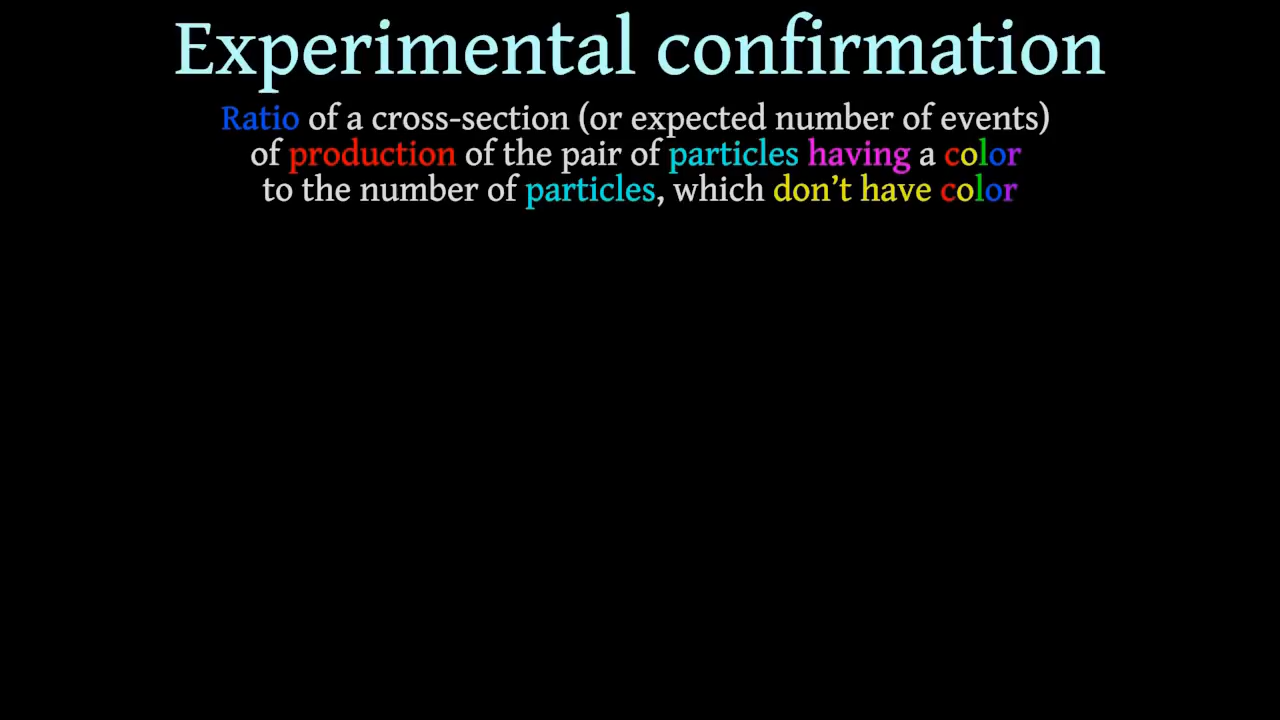 Experimental confirmation
Ratio of a cross-section (or expected number of events)
of production of the pair of particles having a color
to the number of particles, which don’t have color